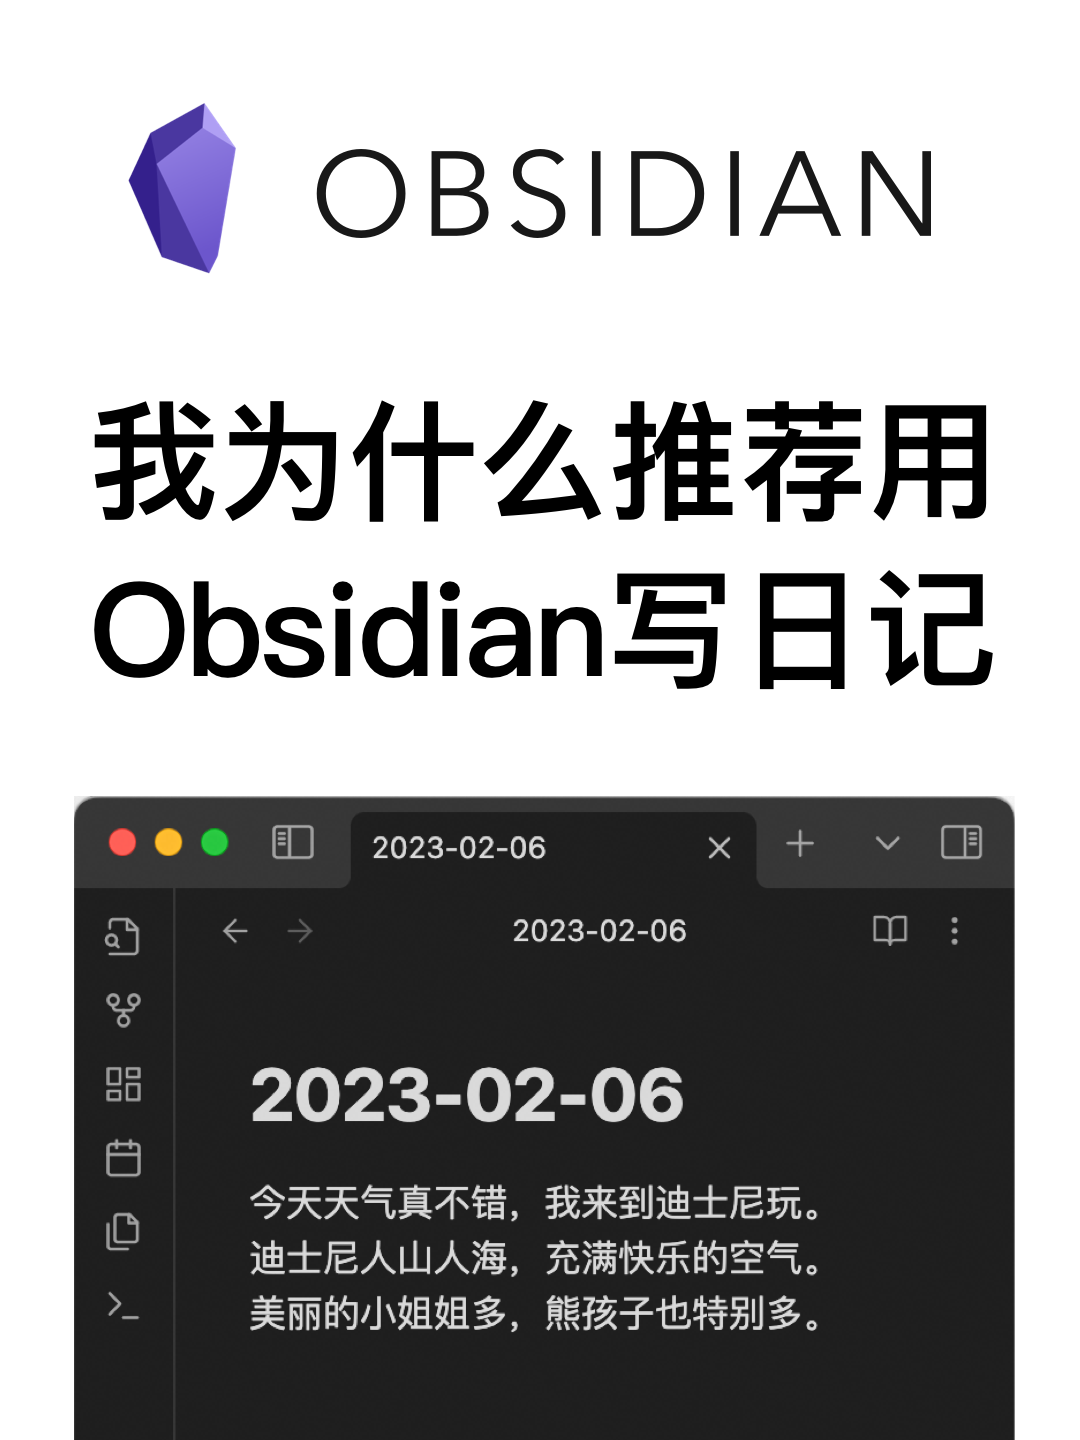 OBSIDIAN
我为什么推荐用
Obsidian写日记
2023-02-06
2023-02-06
2023-02-06
今天天气真不错，我来到迪士尼玩。
迪士尼人山人海，充满快乐的空气。
美丽的小姐姐多，熊孩子也特别多。